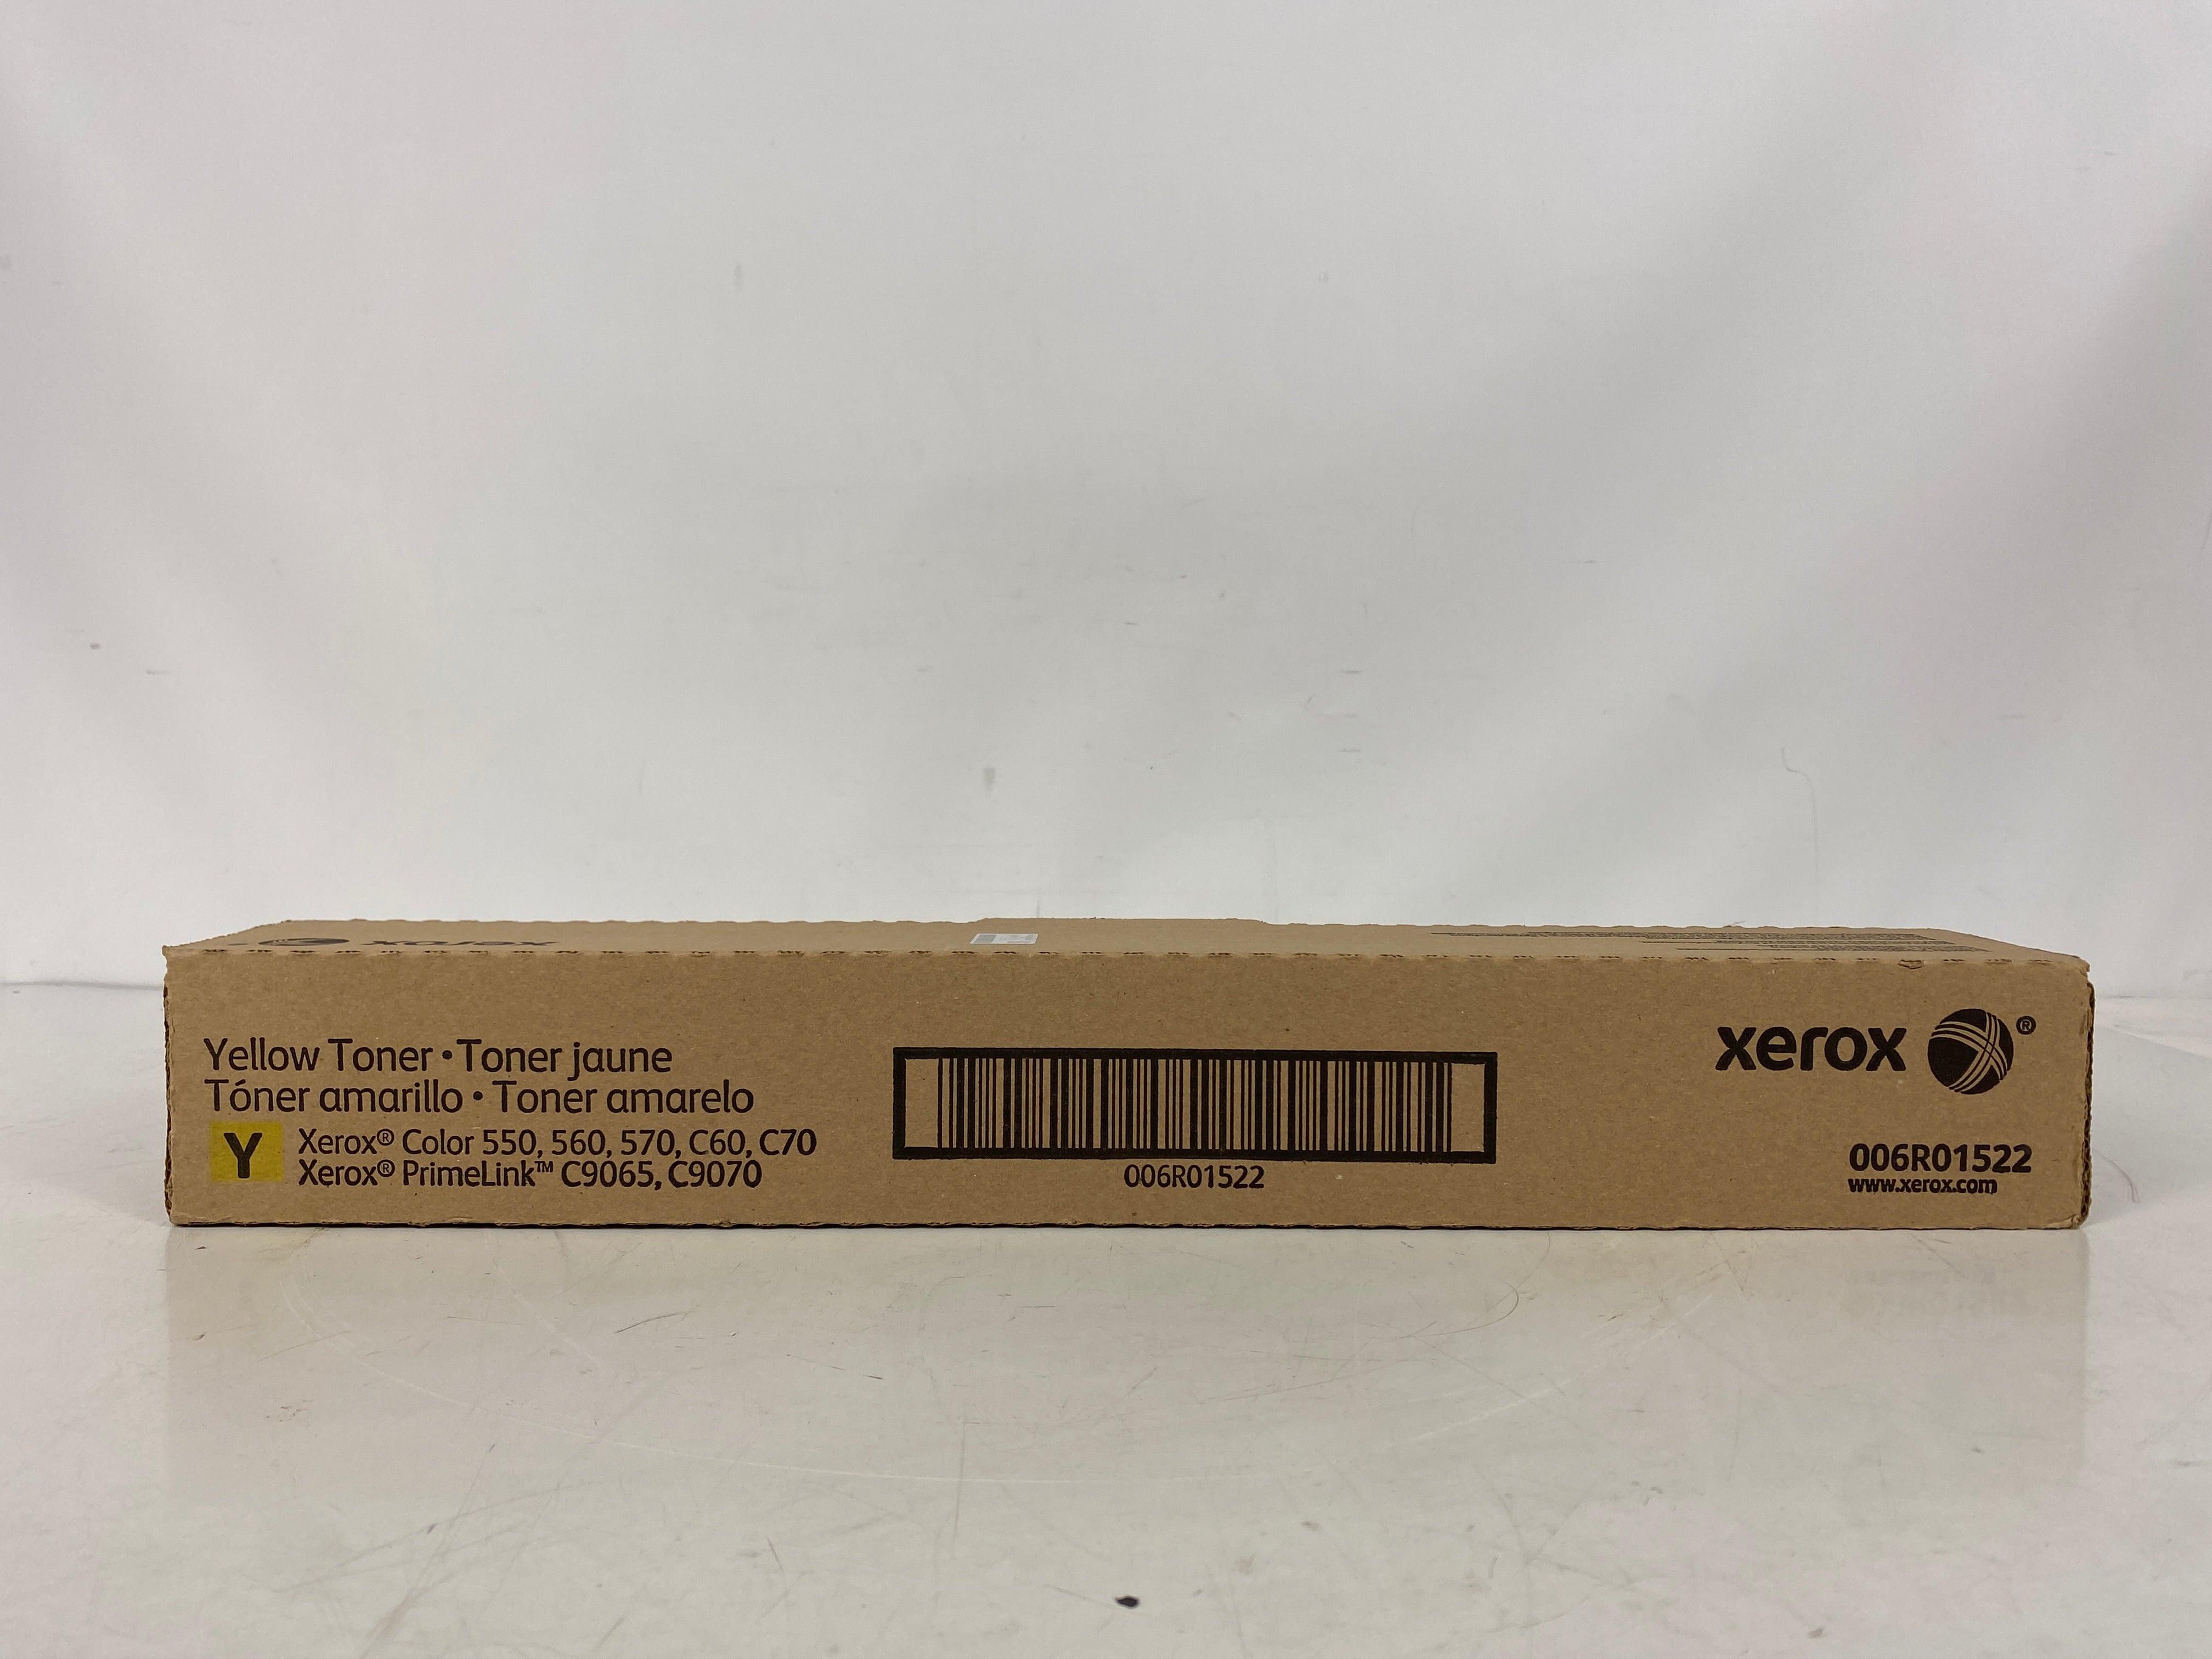 xerox
Yellow Toner • Toner jaune
Tóner amarillo • Toner amarelo
Y
Xerox® Color 550, 560, 570, C60, C70
Xerox® PrimeLink™ C9065, C9070
006R01522
xerox ®
006R01522
www.xerox.com